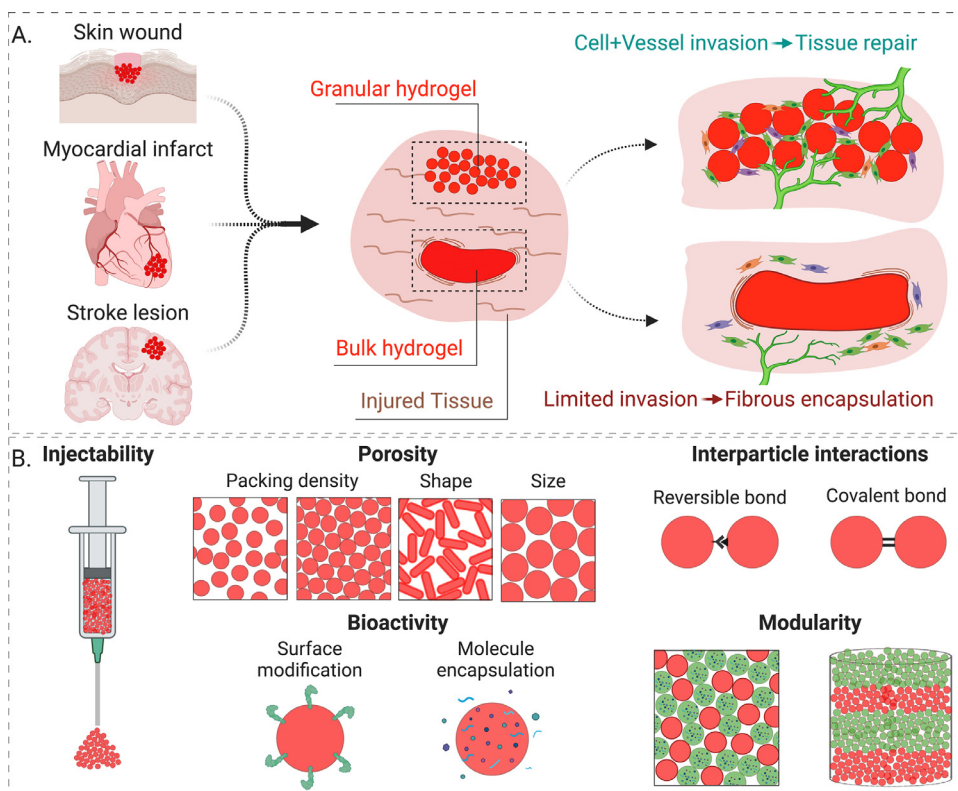 A.
Skin wound
Myocardial infarct
Stroke lesion
Granular hydrogel
Bulk hydrogel
Injured Tissue
Cell+Vessel invasion → Tissue repair
Limited invasion → Fibrous encapsulation
B.
Injectability
Porosity
Packing density
Shape
Size
Interparticle interactions
Reversible bond
Covalent bond
Bioactivity
Surface
modification
Molecule
encapsulation
Modularity